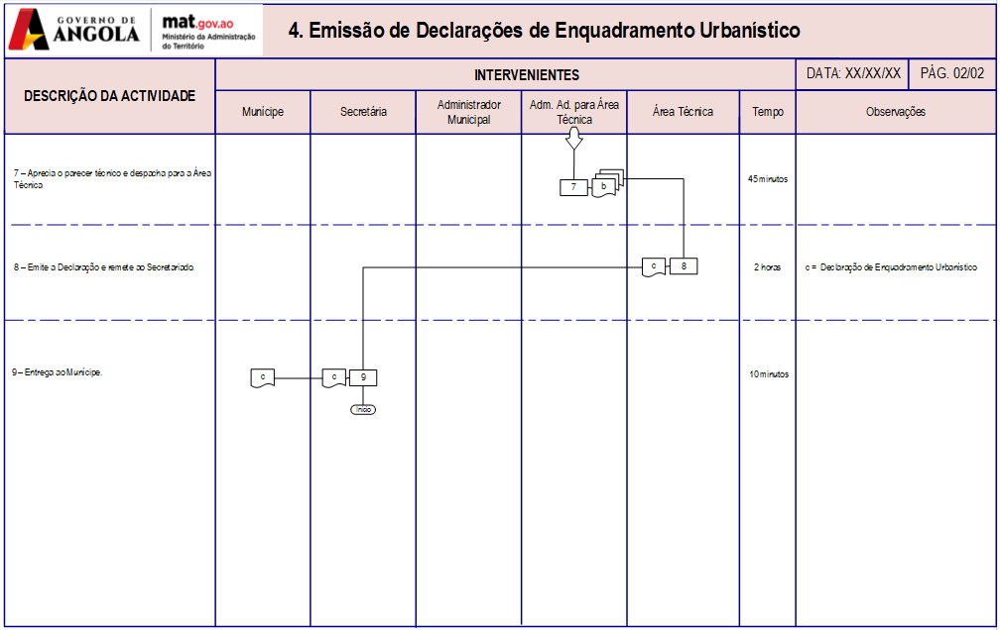 GOVERNO DE
ANGOLA
mat.gov.ao
Ministério da Administração
do Território
4. Emissão de Declarações de Enquadramento Urbanístico
DESCRIÇÃO DA ACTIVIDADE
INTERVENIENTES
DATA: XX/XX/XX
PÁG. 02/02
Munícipe
Secretária
Administrador
Municipal
Adm. Ad. para Área
Técnica
Área Técnica
Tempo
Observações
7 – Aprecia o parecer técnico e despacha para a Área
Técnica
7
b
45 minutos
8 – Emite a Declaração e remete ao Secretariado.
c
8
2 horas
c = Declaração de Enquadramento Urbanístico
9 – Entrega ao Munícipe.
c
c
9
10 minutos
Início